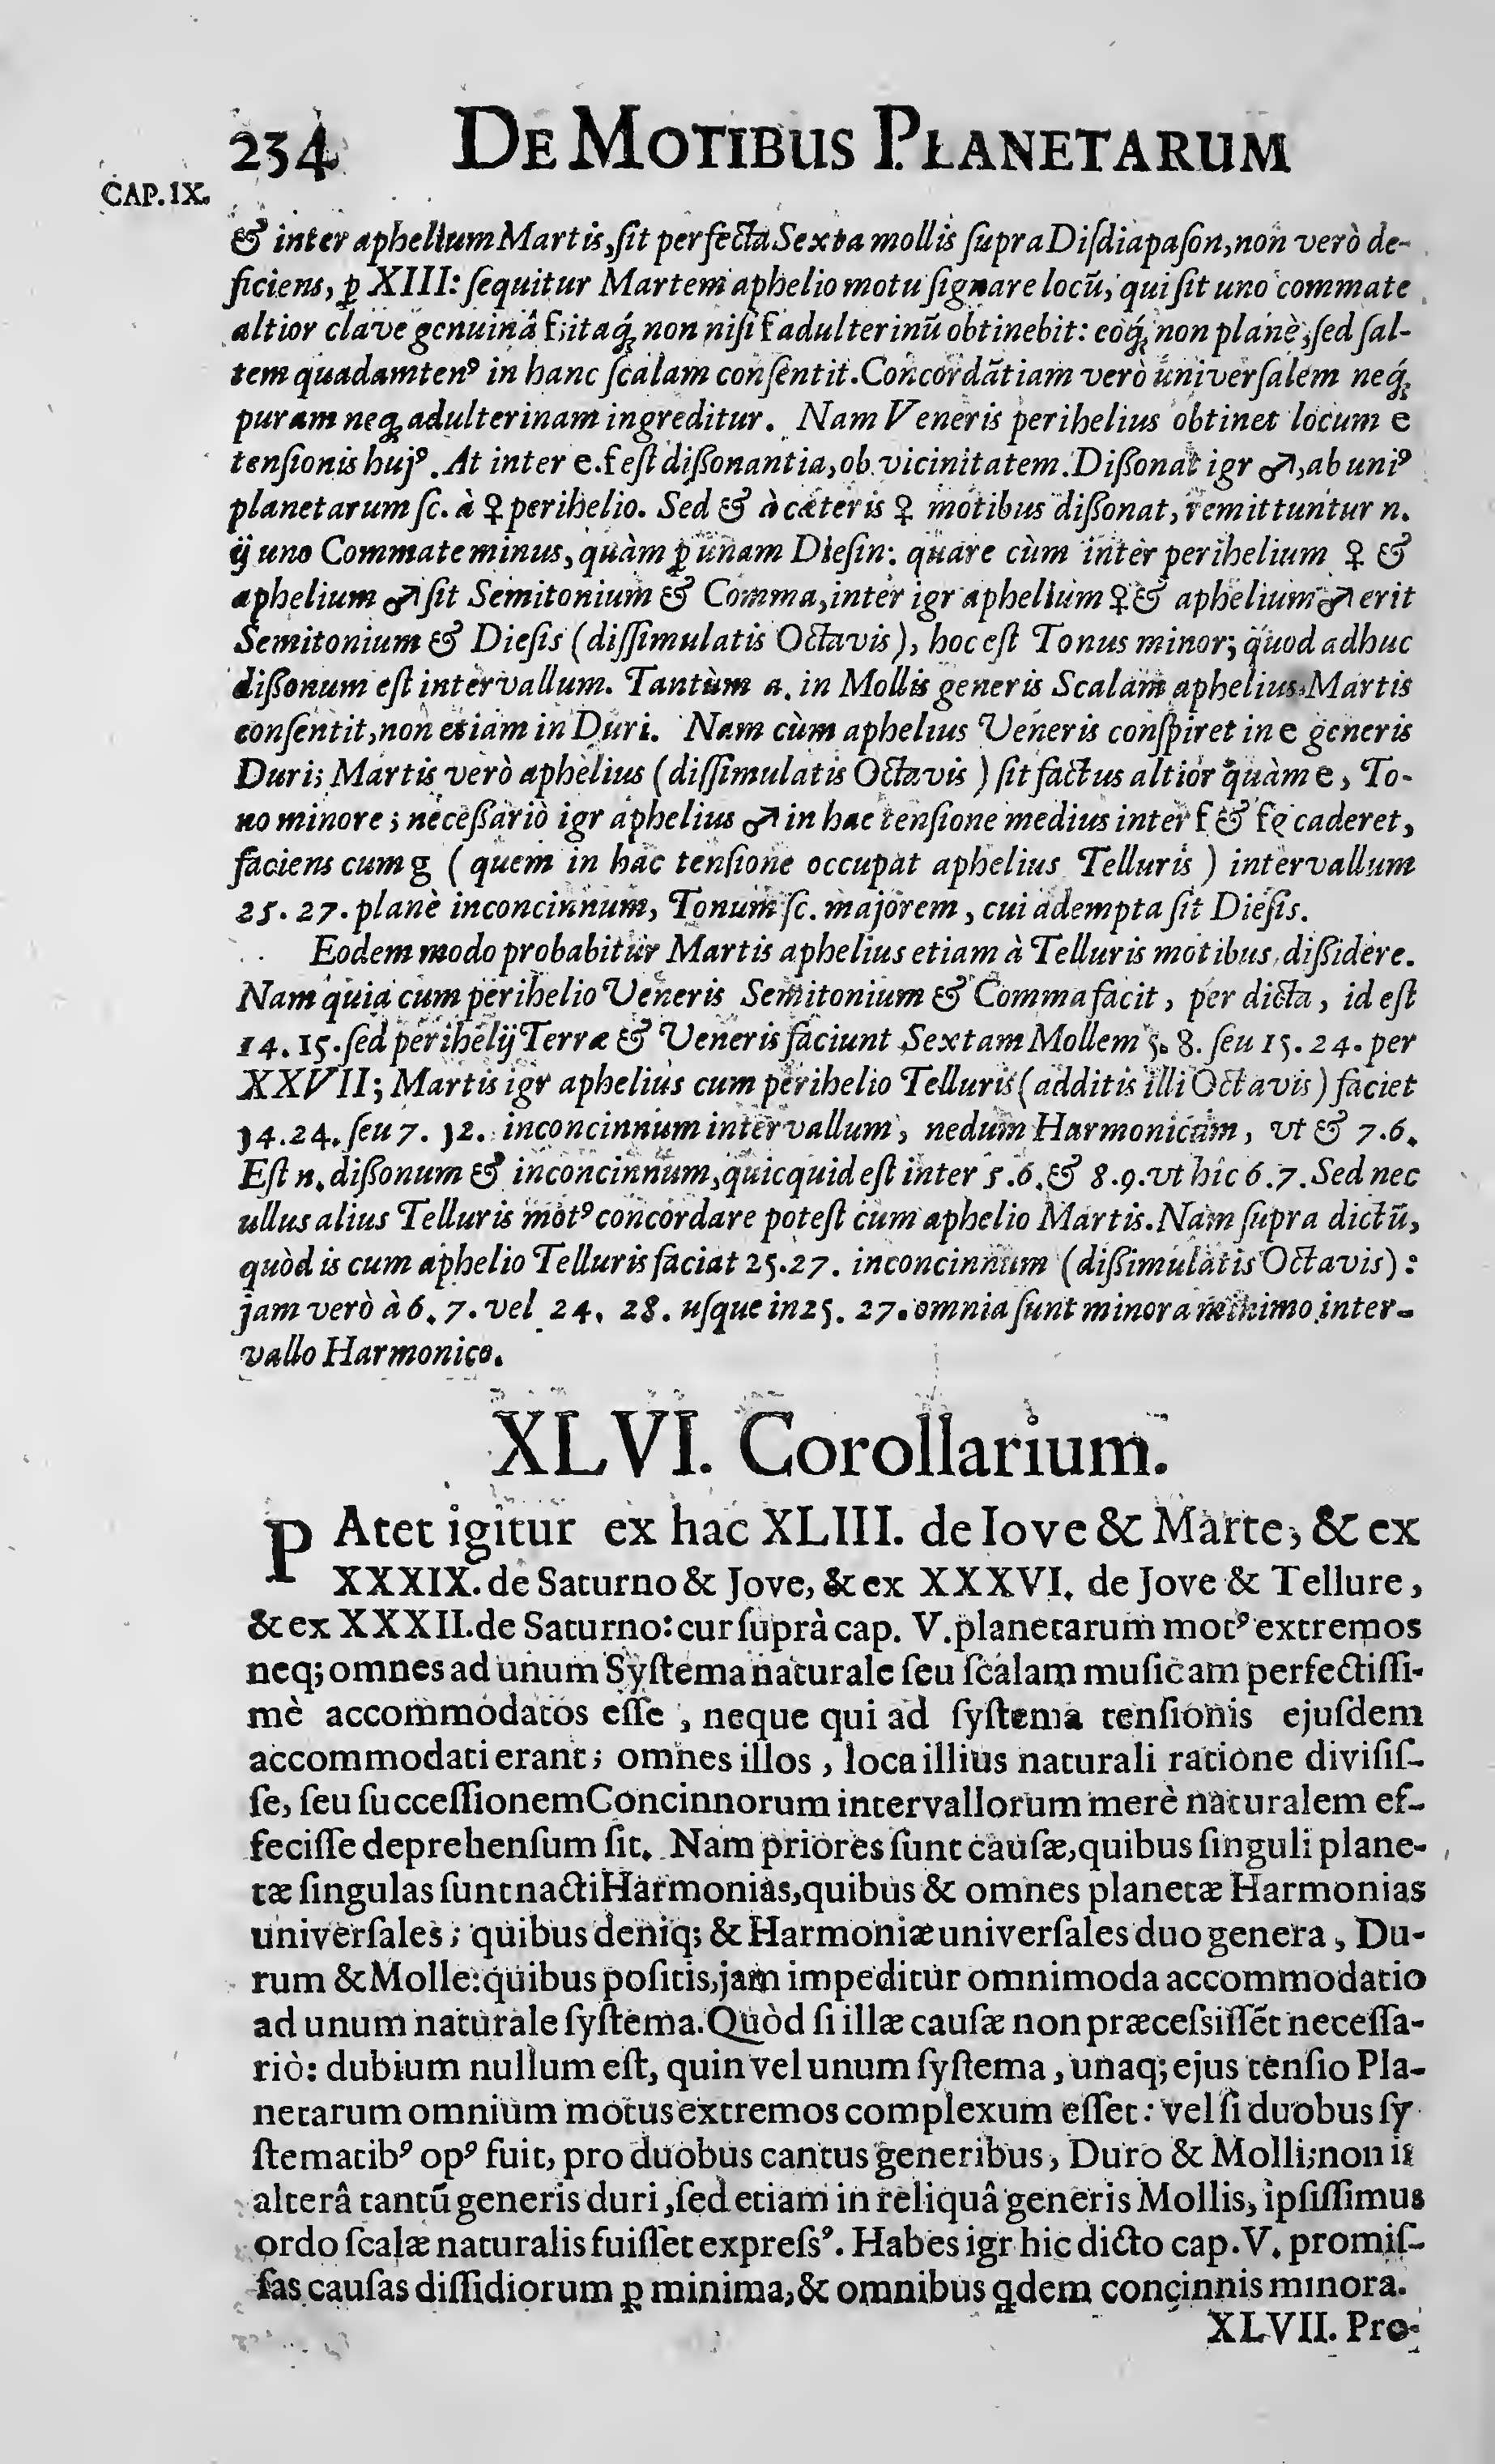 234 DE MOTIBUS PLANETARUM
CAP. IX.
& inter aphelium Martis, ſit perfecta Sexta mollis ſupra Diſdiapaſon, non verò de-
ficiens, ꝑ XIII: ſequitur Martem aphelio motu ſignare locū, qui ſit uno commate
altior clave genuinâ f; itaq́ꝫ non niſi f adulterinū obtinebit: eoq́ꝫ non planè, ſed ſal-
tem quadamtenꝰ in hanc ſcalam conſentit. Concordātiam verò univerſalem neq́ꝫ
puram neqꝫ adulterinam ingreditur. Nam Veneris perihelius obtinet locum e
tenſionis hujꝰ. At inter e. f eſt diſſonantia, ob vicinitatem. Diſſonat igr ♂, ab uniꝰ
planetarum ſc. à ♀ perihelio. Sed & à cæteris ♀ motibus diſſonat, remittuntur n.
ij uno Commate minus, quàm ꝑ unam Dieſin: quare cùm inter perihelium ♀ &
aphelium ♂ ſit Semitonium & Comma, inter igr aphelium ♀ & aphelium ♂ erit
Semitonium & Dieſis (diſſimulatis Octavis), hoc eſt Tonus minor; quod adhuc
diſſonum eſt intervallum. Tantùm a. in Mollis generis Scalam aphelius Martis
conſentit, non etiam in Duri. Nam cùm aphelius Veneris conſpiret in e generis
Duri; Martis verò aphelius (diſſimulatis Octavis) ſit factus altior quàm e, To-
no minore; neceſſariò igr aphelius ♂ in hac tenſione medius inter f & fę caderet,
faciens cum g (quem in hac tenſione occupat aphelius Telluris) intervallum
25. 27. planè inconcinnum, Tonum ſc. majorem, cui adempta ſit Dieſis.
Eodem modo probabitur Martis aphelius etiam à Telluris motibus diſſidere.
Nam quia cum perihelio Veneris Semitonium & Comma facit, per dicta, id eſt
14. 15. ſed perihelij Terræ & Veneris faciunt Sextam Mollem 5. 8. ſeu 15. 24. per
XXVII; Martis igr aphelius cum perihelio Telluris (additis illi Octavis) faciet
14. 24. ſeu 7. 12. inconcinnum intervallum, nedum Harmonicum, vt & 7. 6.
Eſt n. diſſonum & inconcinnum, quicquid eſt inter 5. 6. & 8. 9. vt hîc 6. 7. Sed nec
ullus alius Telluris motꝰ concordare poteſt cum aphelio Martis. Nam ſupra dictū,
quòd is cum aphelio Telluris faciat 25. 27. inconcinnum (diſſimulatis Octavis):
jam verò à 6. 7. vel 24. 28. uſque in 25. 27. omnia ſunt minora minimo inter-
vallo Harmonico.
XLVI. Corollarium.
PAtet igitur ex hac XLIII. de Iove & Marte, & ex
XXXIX. de Saturno & Jove, & ex XXXVI. de Jove & Tellure,
& ex XXXII. de Saturno: cur ſuprà cap. V. planetarum motꝰ extremos
neq; omnes ad unum Syſtema naturale ſeu ſcalam muſicam perfectiſſi-
mè accommodatos eſſe, neque qui ad ſyſtema tenſionis ejuſdem
accommodati erant; omnes illos, loca illius naturali ratione diviſiſ-
ſe, ſeu ſucceſſionem Concinnorum intervallorum merè naturalem ef-
feciſſe deprehenſum ſit. Nam priores ſunt cauſæ, quibus ſinguli plane-
tæ ſingulas ſunt nacti Harmonias, quibus & omnes planetæ Harmonias
univerſales; quibus deniq; & Harmoniæ univerſales duo genera, Du-
rum & Molle: quibus poſitis, jam impeditur omnimoda accommodatio
ad unum naturale ſyſtema. Quòd ſi illæ cauſæ non præceſsiſſēt neceſſa-
riò: dubium nullum eſt, quin vel unum ſyſtema, unaq; ejus tenſio Pla-
netarum omnium motus extremos complexum eſſet: vel ſi duobus ſy
ſtematibꝰ opꝰ fuit, pro duobus cantus generibus, Duro & Molli; non in
alterâ tantū generis duri, ſed etiam in reliquâ generis Mollis, ipſiſſimus
ordo ſcalæ naturalis fuiſſet expreſsꝰ. Habes igr hic dicto cap. V. promiſ-
ſas cauſas diſſidiorum ꝑ minima, & omnibus qdem concinnis minora.
XLVII. Pro-